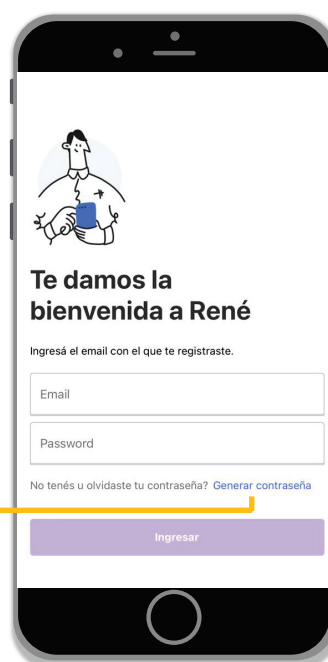 Te damos la
bienvenida a René
Ingresá el email con el que te registraste.
Email
Password
No tenés u olvidaste tu contraseña? Generar contraseña
Ingresar